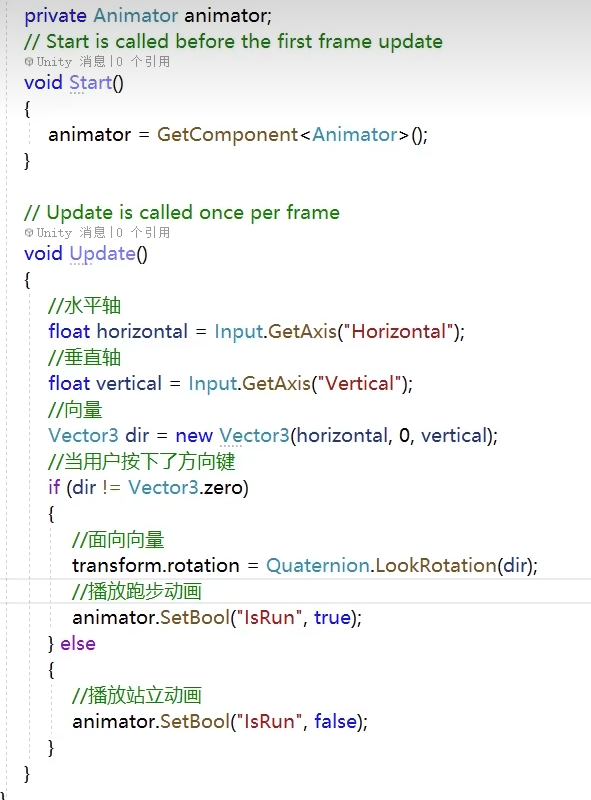 private Animator animator;
// Start is called before the first frame update
Unity 消息|0 个引用
void Start()
{
animator = GetComponent<Animator>();
}
// Update is called once per frame
Unity 消息|0 个引用
void Update()
{
//水平轴
float horizontal = Input.GetAxis("Horizontal");
//垂直轴
float vertical = Input.GetAxis("Vertical");
//向量
Vector3 dir = new Vector3(horizontal, 0, vertical);
//当用户按下了方向键
if (dir != Vector3.zero)
{
//面向向量
transform.rotation = Quaternion.LookRotation(dir);
//播放跑步动画
animator.SetBool("IsRun", true);
} else
{
//播放站立动画
animator.SetBool("IsRun", false);
}
}
}